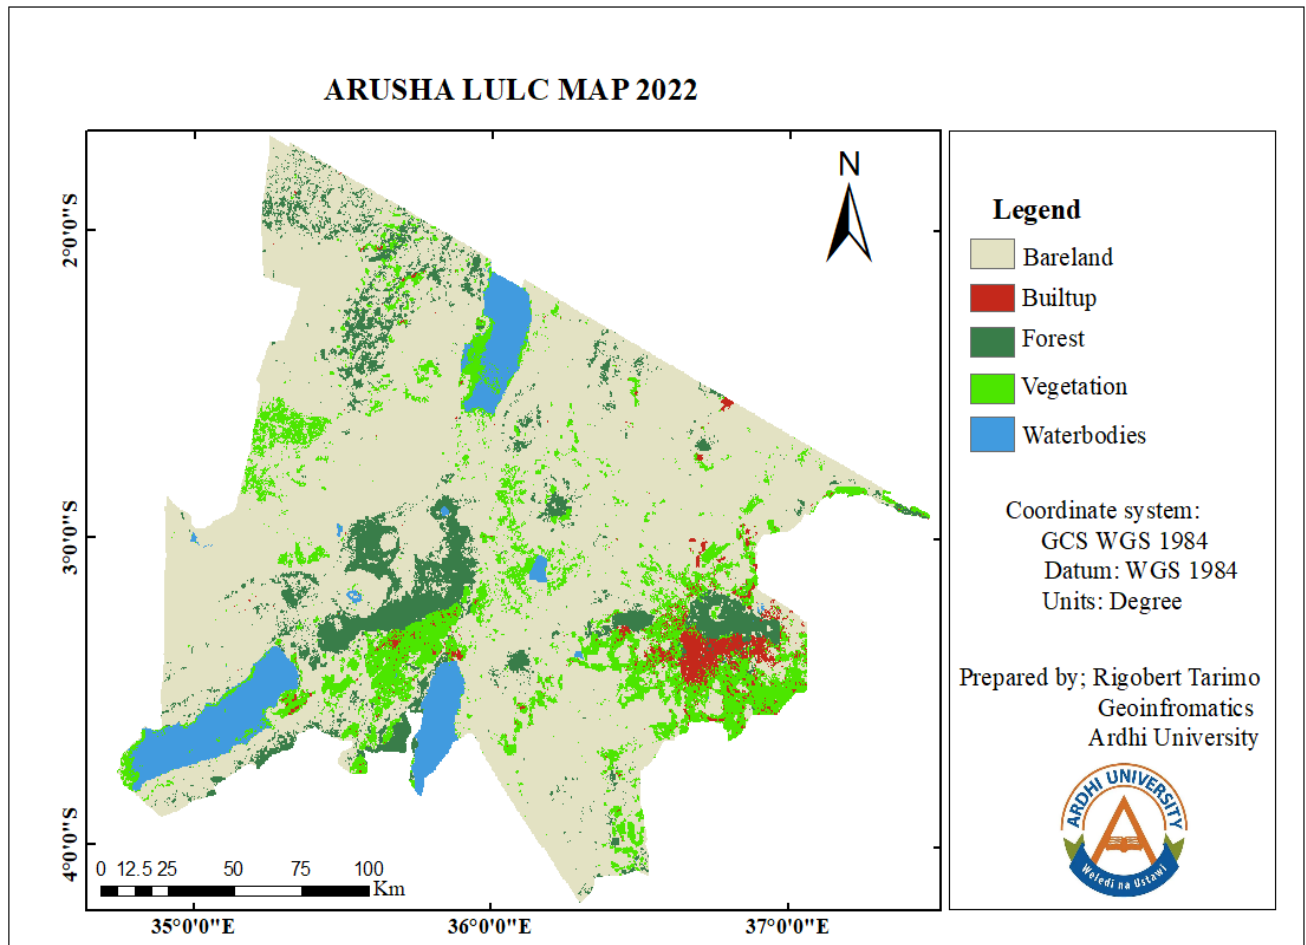 ARUSHA LULC MAP 2022
N
2°0'0"S
3°0'0"S
4°0'0"S
0 12.5 25 50 75 100
Km
35°0'0"E 36°0'0"E 37°0'0"E
Legend
Bareland
Builtup
Forest
Vegetation
Waterbodies
Coordinate system:
GCS WGS 1984
Datum: WGS 1984
Units: Degree
Prepared by; Rigobert Tarimo
Geoinfromatics
Ardhi University
ARDHI UNIVERSITY
Weledi na Ustawi